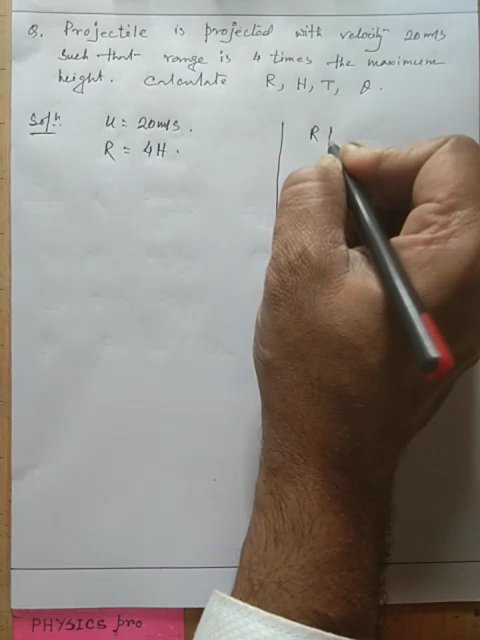 Q. Projectile is projected with velocity 20m/s
such that range is 4 times the maximum
height. calculate R, H, T, θ.
Solⁿ:
u = 20m/s.
R = 4H.
R
PHYSICS pro